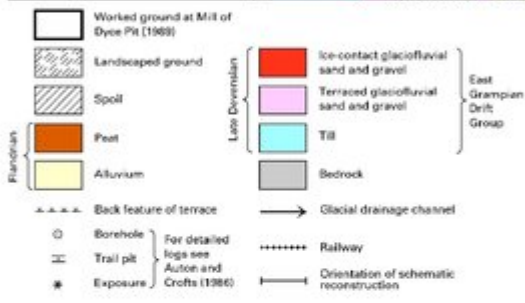 Worked ground at Mill of
Dyce Pit (1989)
Landscaped ground
Spoil
Flandrian
Peat
Alluvium
Back feature of terrace
Borehole
Trail pit
Exposure
For detailed
logs see
Auton and
Crofts (1986)
Late Devensian
Ice-contact glaciofluvial
sand and gravel
Terraced glaciofluvial
sand and gravel
Till
East
Grampian
Drift
Group
Bedrock
Glacial drainage channel
Railway
Orientation of schematic
reconstruction